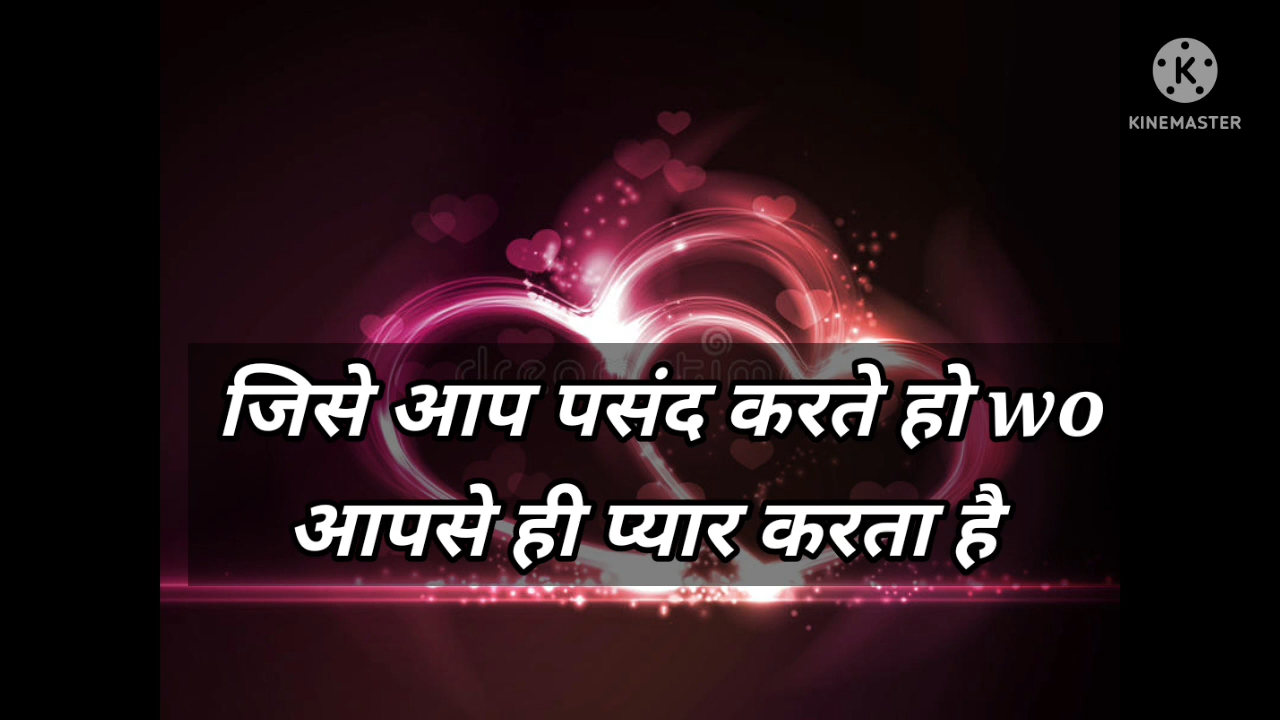 KINEMASTER
जिसे आप पसंद करते हो wo
आपसे ही प्यार करता है